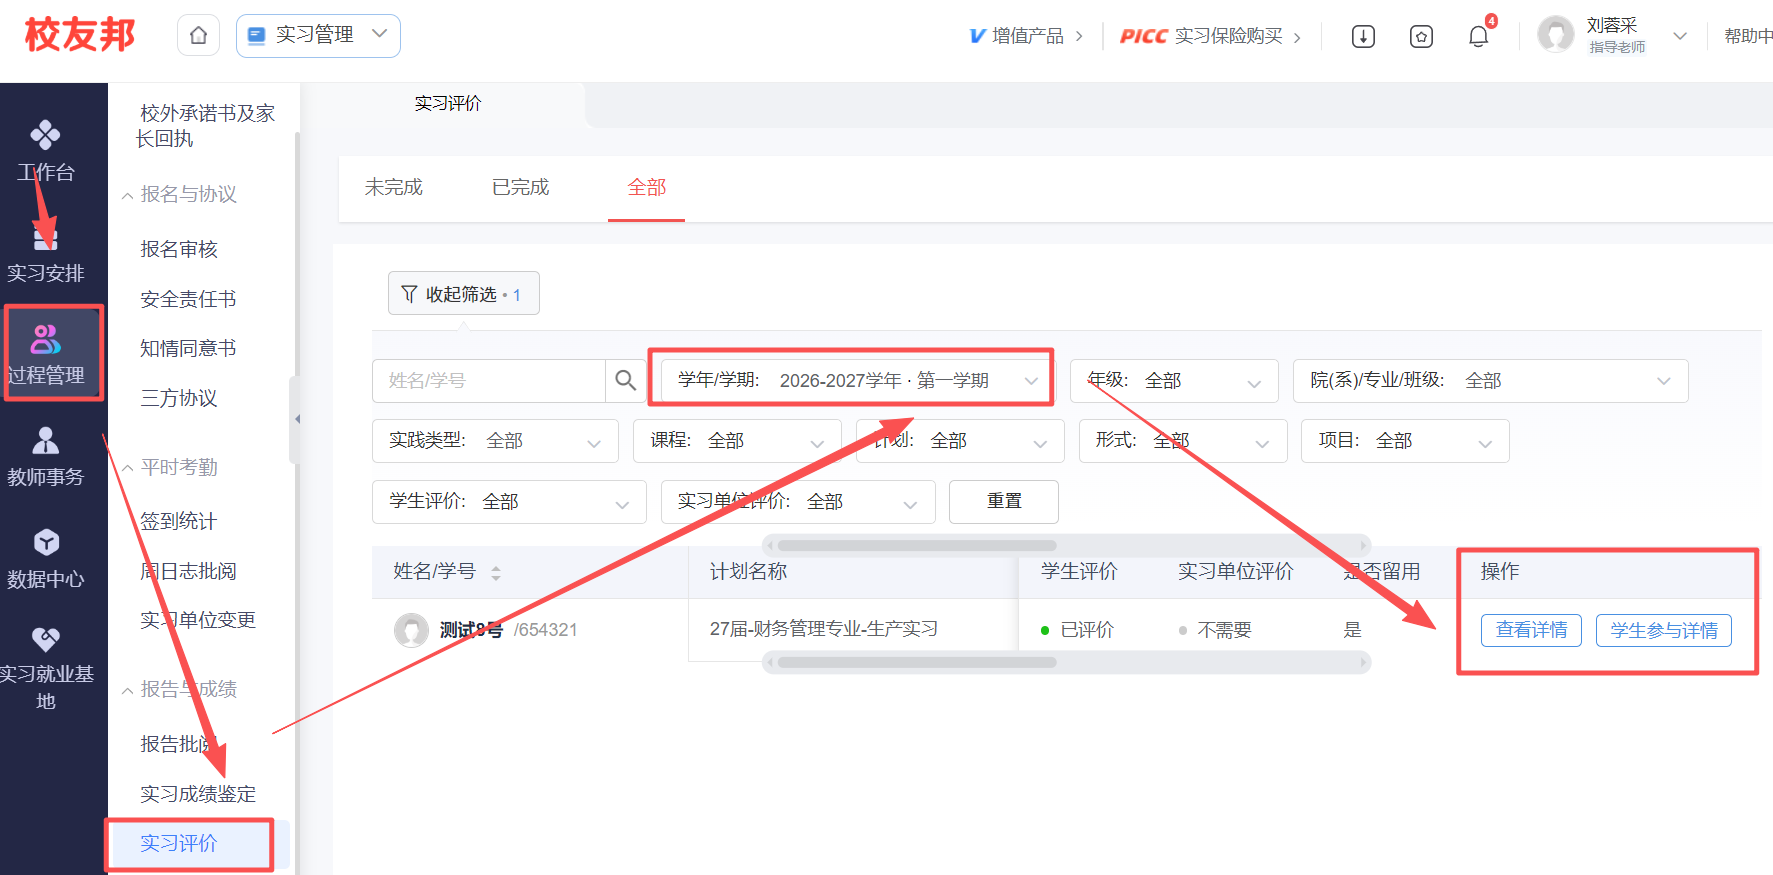 校友邦
实习管理
增值产品
PICC 实习保险购买
4
刘蓉采
指导老师
帮助中
工作台
实习安排
过程管理
教师事务
数据中心
实习就业基
地
校外承诺书及家
长回执
报名与协议
报名审核
安全责任书
知情同意书
三方协议
平时考勤
签到统计
周日志批阅
实习单位变更
报告与成绩
报告批阅
实习成绩鉴定
实习评价
实习评价
未完成
已完成
全部
收起筛选 • 1
姓名/学号
学年/学期: 2026-2027学年 · 第一学期
年级: 全部
院(系)/专业/班级: 全部
实践类型: 全部
课程: 全部
计划: 全部
形式: 全部
项目: 全部
学生评价: 全部
实习单位评价: 全部
重置
姓名/学号
计划名称
学生评价
实习单位评价
是否留用
操作
测试8号 /654321
27届-财务管理专业-生产实习
已评价
不需要
是
查看详情
学生参与详情